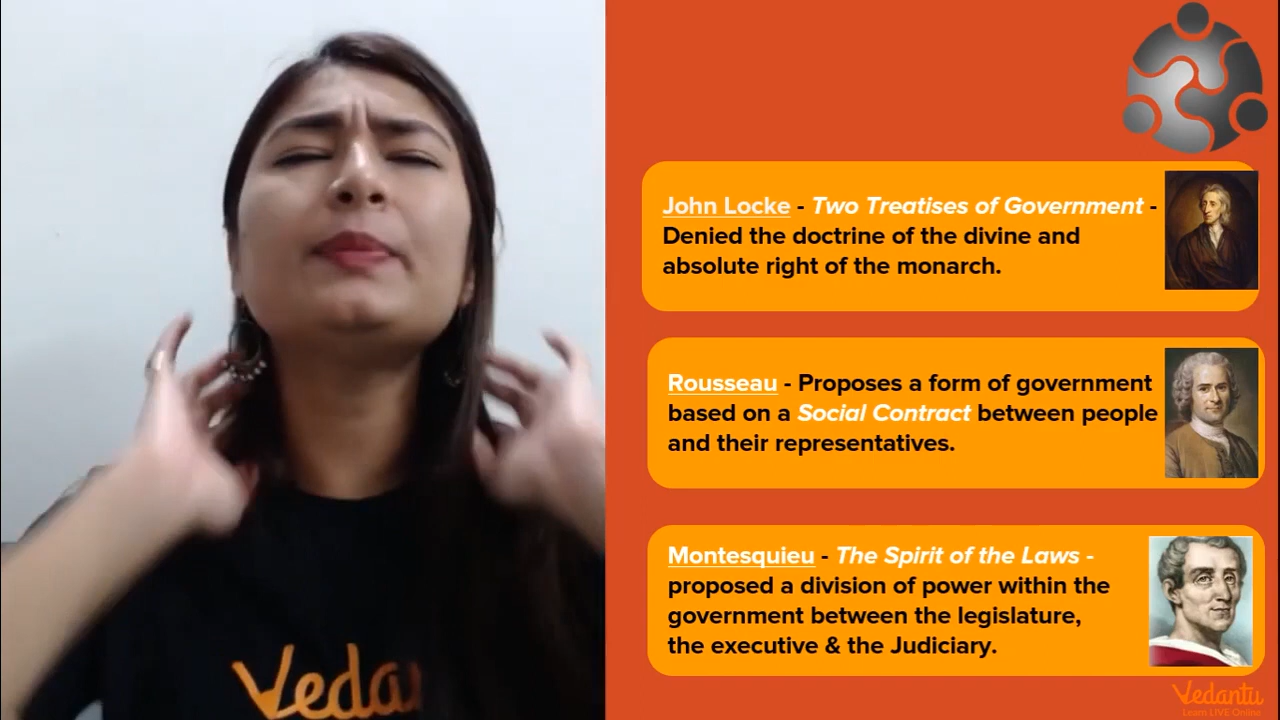 John Locke - Two Treatises of Government -
Denied the doctrine of the divine and
absolute right of the monarch.
Rousseau - Proposes a form of government
based on a Social Contract between people
and their representatives.
Montesquieu - The Spirit of the Laws -
proposed a division of power within the
government between the legislature,
the executive & the Judiciary.
Vedantu
Learn LIVE Online